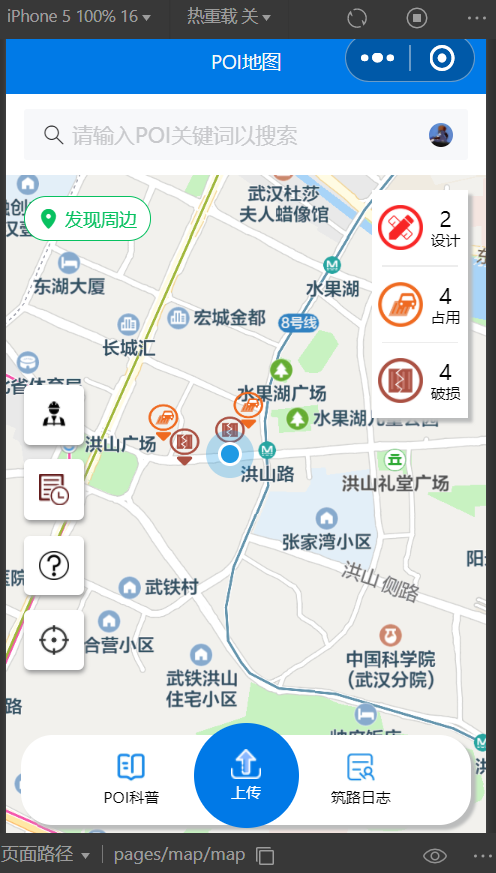 iPhone 5 100% 16
热重载 关
POI地图
请输入POI关键词以搜索
发现周边
2
设计
4
占用
4
破损
武汉杜莎
夫人蜡像馆
水果湖
东湖大厦
宏城金都
8号线
长城汇
水果湖广场
洪山广场
洪山路
洪山礼堂广场
张家湾小区
洪山侧路
武铁村
合营小区
中国科学院
(武汉分院)
武铁洪山
住宅小区
路
POI科普
上传
筑路日志
页面路径
pages/map/map